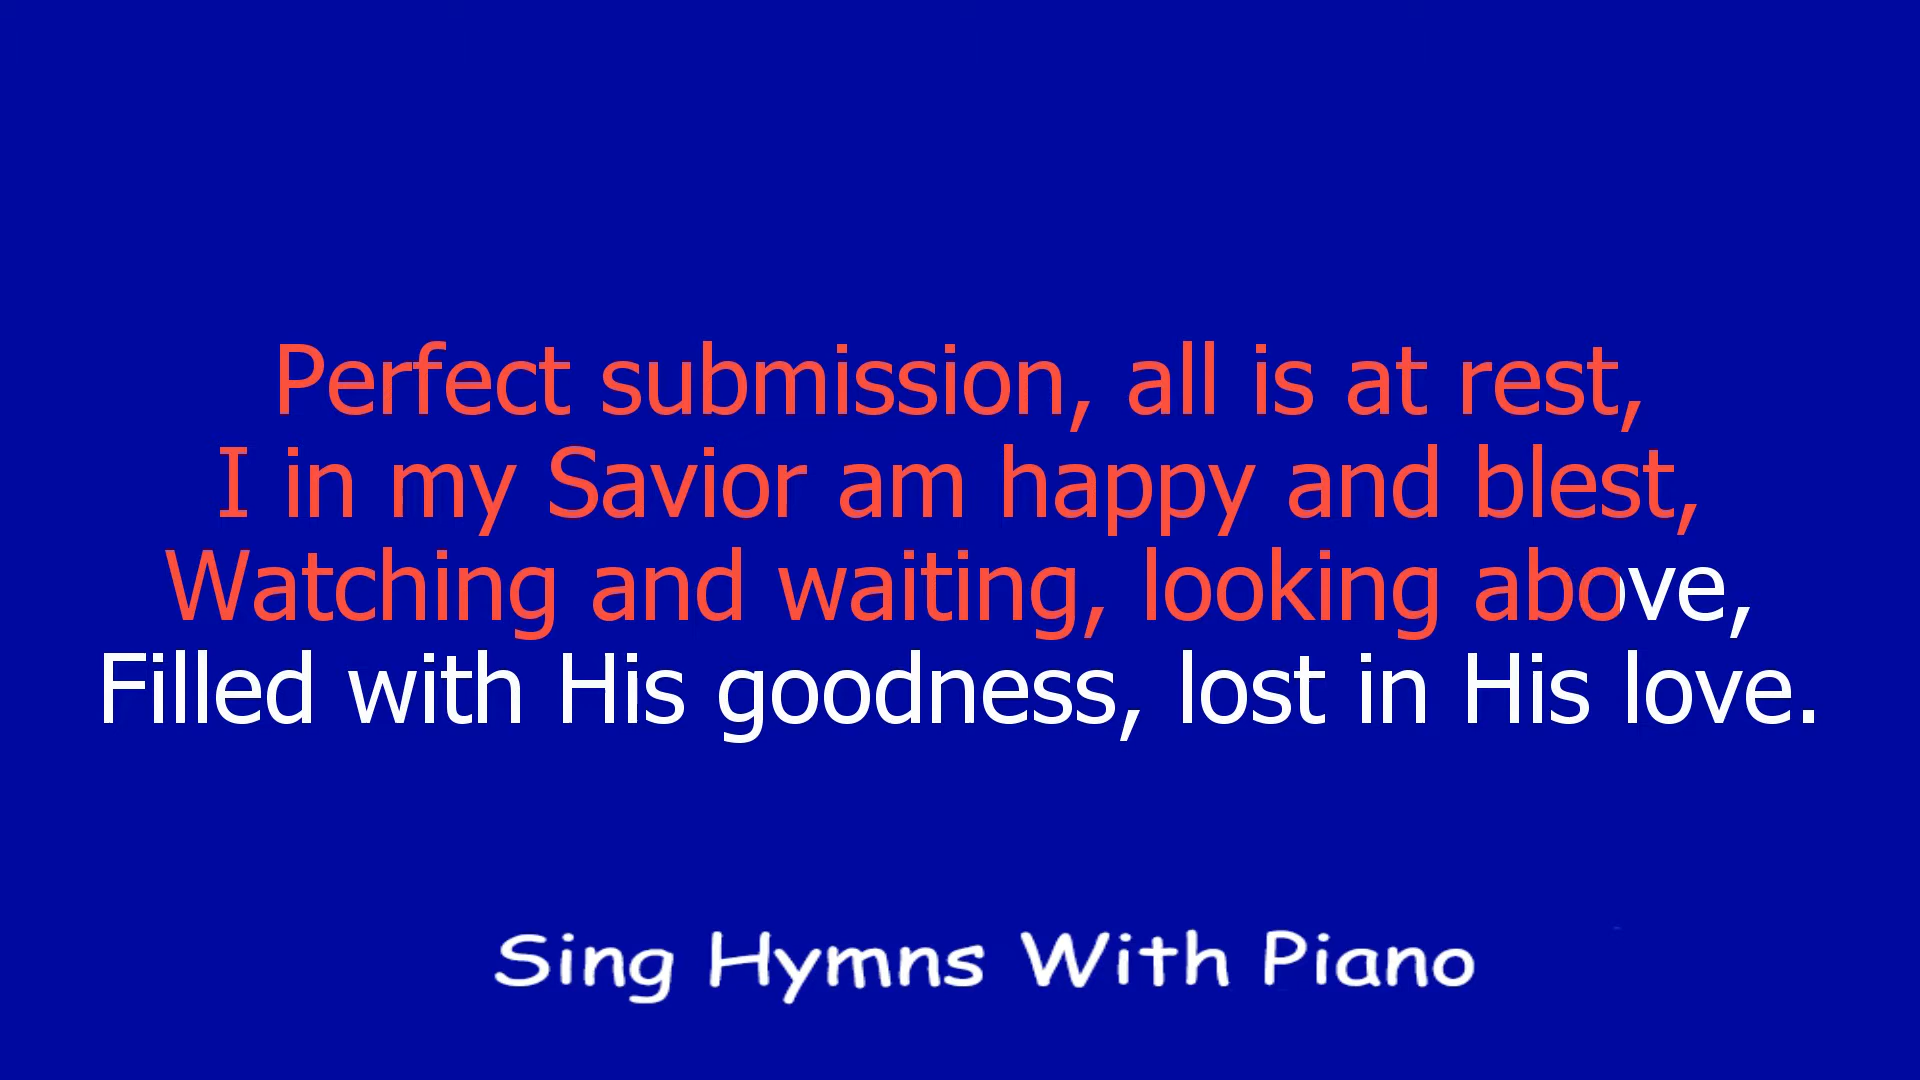 Perfect submission, all is at rest,
I in my Savior am happy and blest,
Watching and waiting, looking above,
Filled with His goodness, lost in His love.
Sing Hymns With Piano